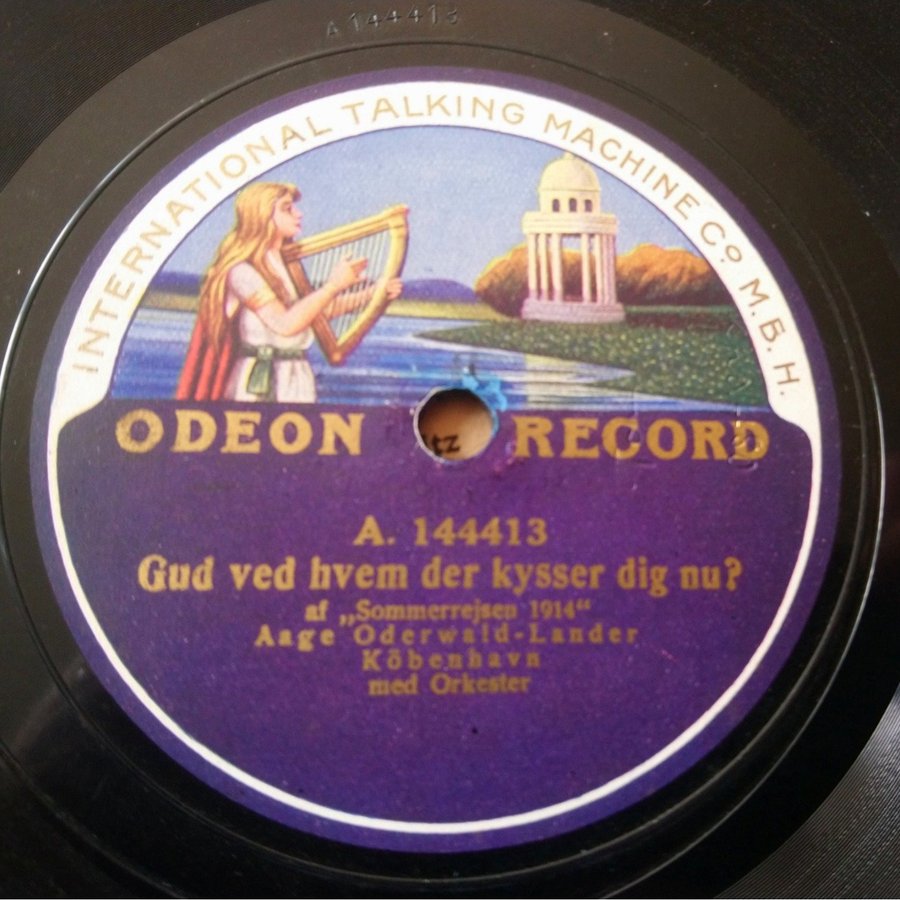 A144413
INTERNATIONAL TALKING MACHINE Co. M.B.H.
ODEON RECORD
A. 144413
Gud ved hvem der kysser dig nu?
af „Sommerrejsen 1914“
Aage Oderwald-Lander
Köbenhavn
med Orkester